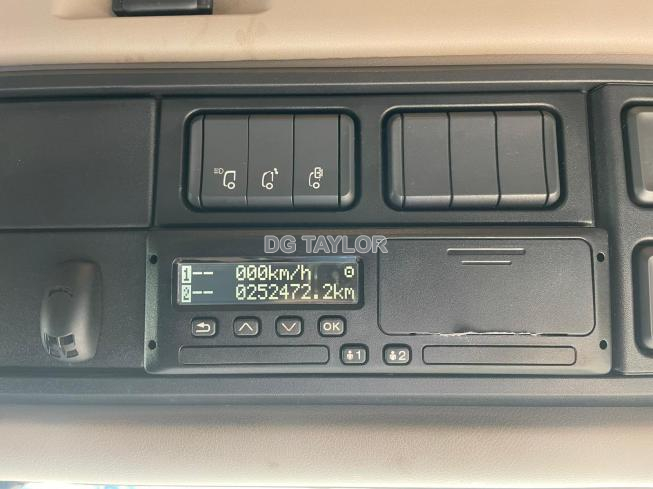 DG TAYLOR
1-- 000km/h
2-- 0252472.2km
OK
1 2